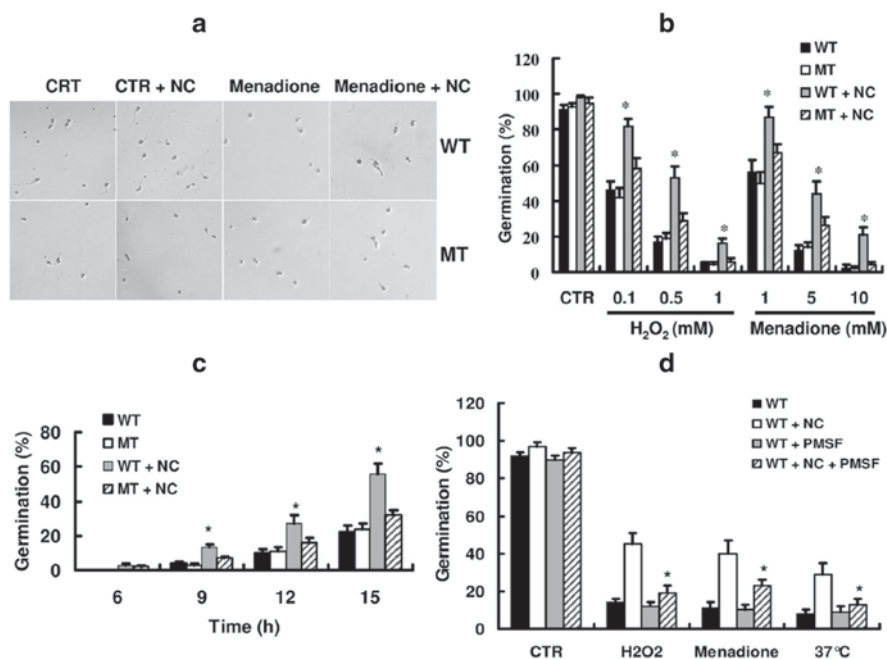 a
CRT CTR + NC Menadione Menadione + NC
WT
MT
b
Germination (%)
120
100
80
60
40
20
0
WT
MT
WT + NC
MT + NC
* * * * * *
CTR 0.1 0.5 1 1 5 10
H₂O₂ (mM) Menadione (mM)
c
Germination (%)
80
60
40
20
0
WT
MT
WT + NC
MT + NC
* * *
6 9 12 15
Time (h)
d
Germination (%)
120
100
80
60
40
20
0
WT
WT + NC
WT + PMSF
WT + NC + PMSF
* * *
CTR H2O2 Menadione 37°C